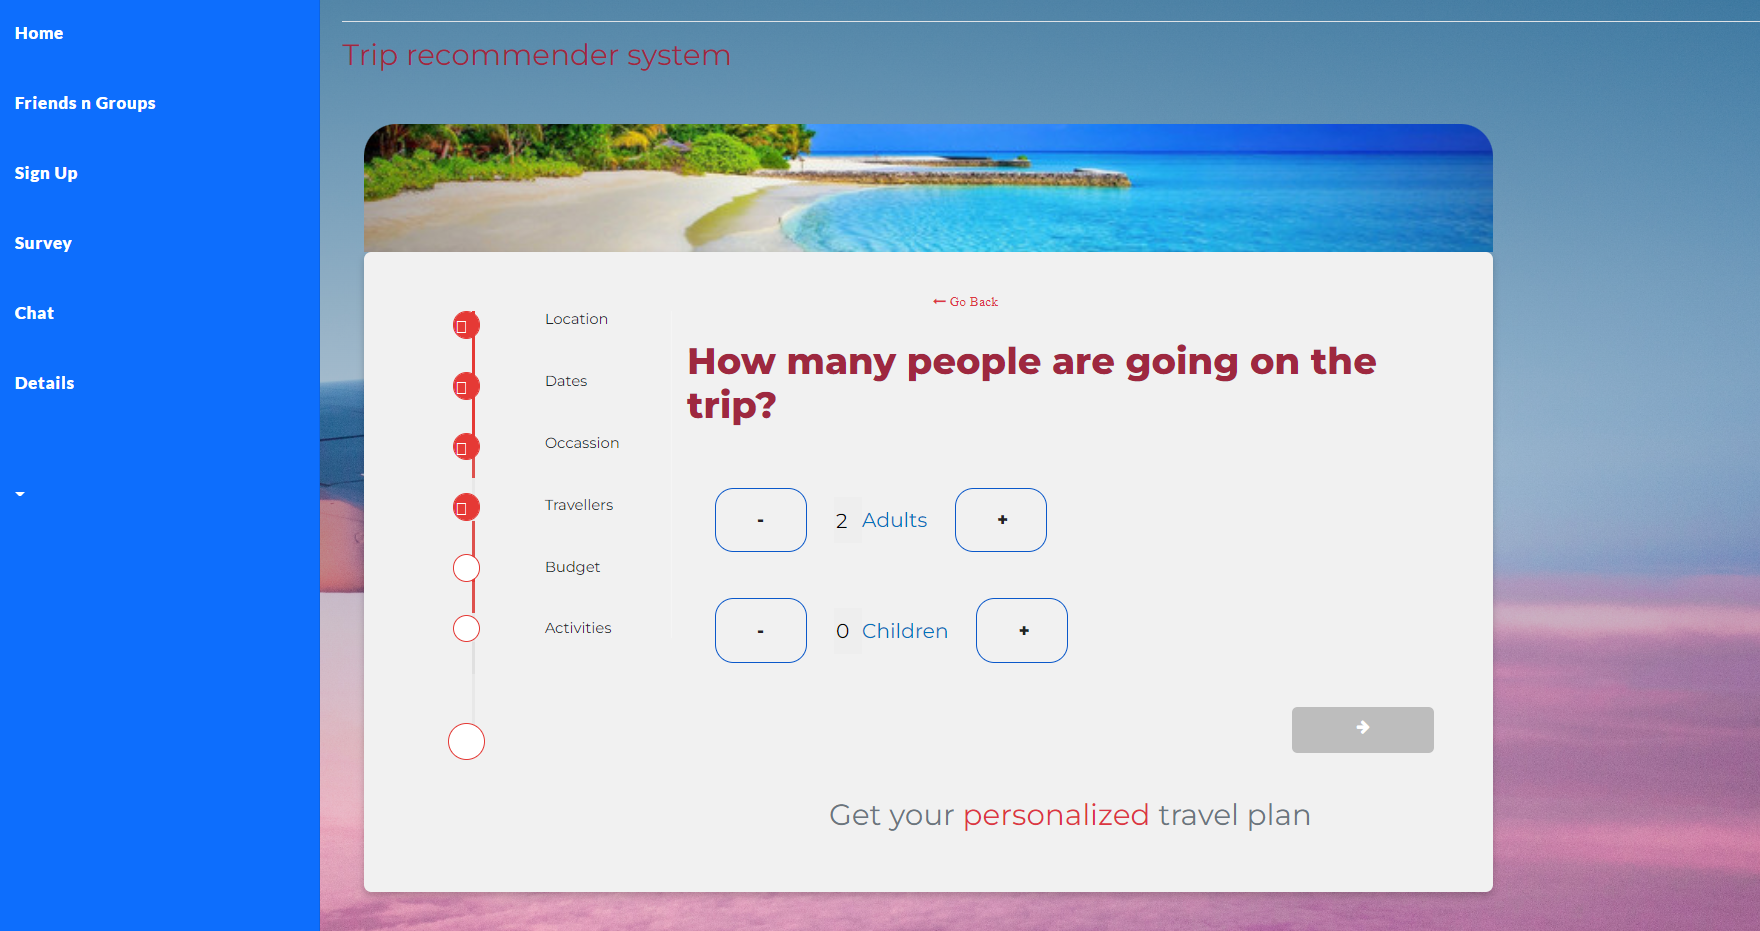 Home
Friends n Groups
Sign Up
Survey
Chat
Details
Trip recommender system
← Go Back
Location
Dates
Occassion
Travellers
Budget
Activities
How many people are going on the
trip?
- 2 Adults +
- 0 Children +
Get your personalized travel plan